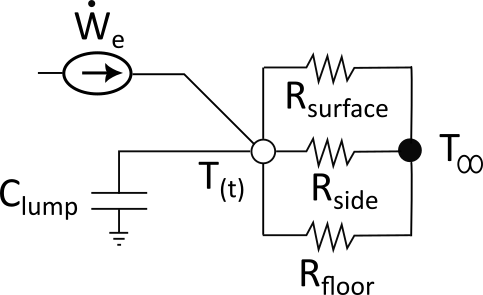 Ẇe
Rsurface
T∞
T(t)
Rside
Clump
Rfloor